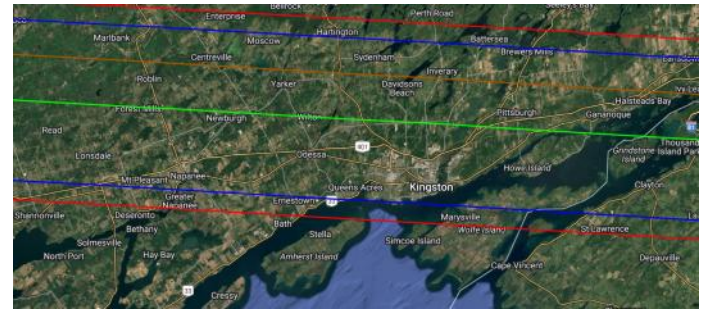 Bellrock
Enterprise
Perth Road
Hartington
Marlbank
Moscow
Battersea
Brewers Mills
Centreville
Sydenham
Inverary
Roblin
Yarker
Davidsons
Beach
Halsteads Bay
Forest Mills
Newburgh
Wilton
Pittsburgh
Gananoque
Read
401
81
Thousand
Island Park
Lonsdale
Odessa
Grindstone
Island
Howe Island
Mt Pleasant
Napanee
Queens Acres
Kingston
Clayton
Greater
Napanee
Ernestown
33
Shannonville
Deseronto
Bath
Marysville
Bethany
Wolfe Island
St Lawrence
Solmesville
Stella
Simcoe Island
North Port
Hay Bay
Amherst Island
Cape Vincent
Depauville
33
Cressy